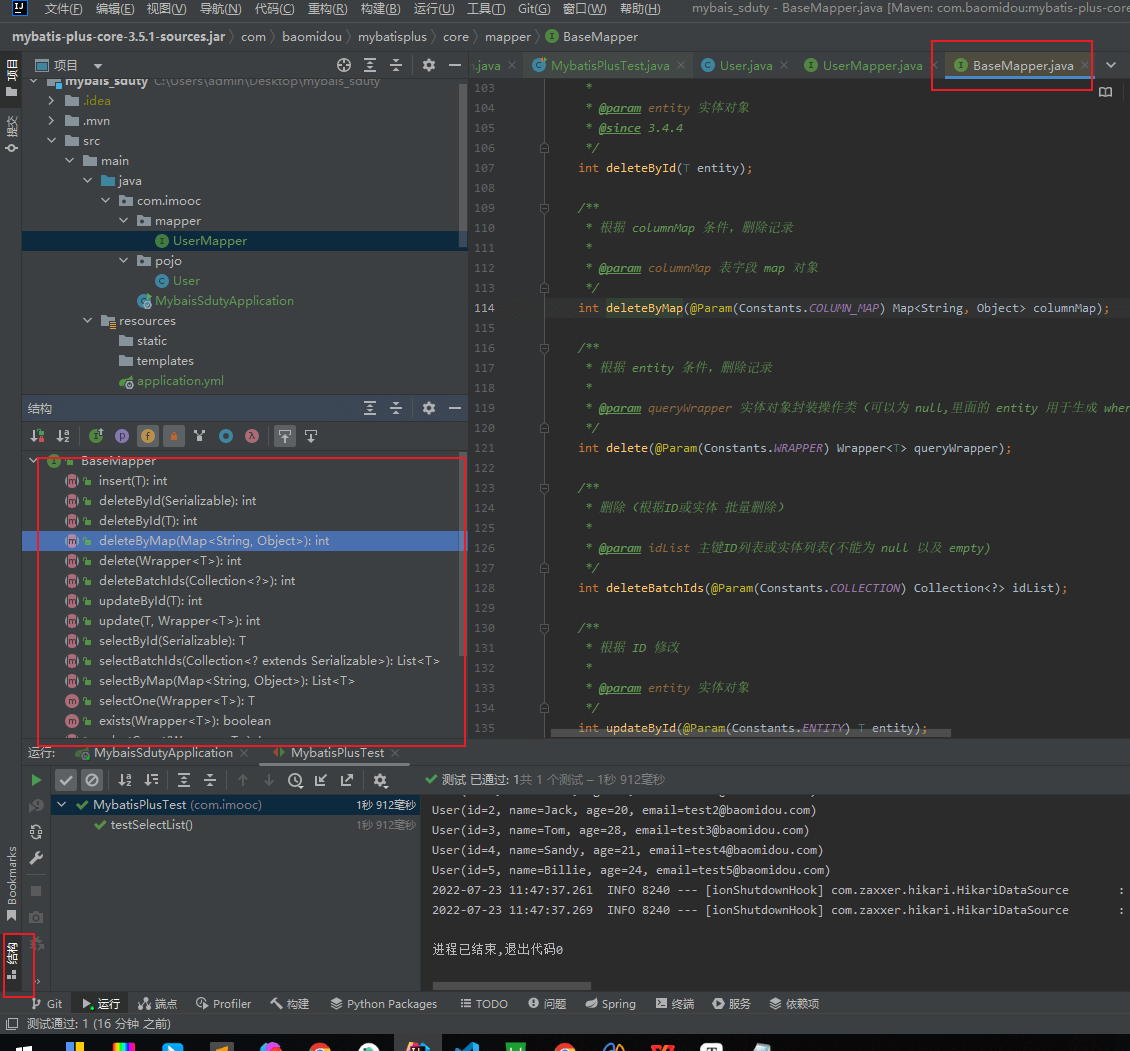 文件(F) 编辑(E) 视图(V) 导航(N) 代码(C) 重构(R) 构建(B) 运行(U) 工具(T) Git(G) 窗口(W) 帮助(H) mybais_sduty - BaseMapper.java [Maven: com.baomidou:mybatis-plus-core
mybatis-plus-core-3.5.1-sources.jar com baomidou mybatisplus core mapper BaseMapper
项目
提交
项目
mybais_sduty C:\Users\admin\Desktop\mybais_sduty
.idea
.mvn
src
main
java
com.imooc
mapper
UserMapper
pojo
User
MybaisSdutyApplication
resources
static
templates
application.yml
.java MybatisPlusTest.java User.java UserMapper.java BaseMapper.java
103 *
104 * @param entity 实体对象
105 * @since 3.4.4
106 */
107 int deleteById(T entity);
108
109 /**
110 * 根据 columnMap 条件，删除记录
111 *
112 * @param columnMap 表字段 map 对象
113 */
114 int deleteByMap(@Param(Constants.COLUMN_MAP) Map<String, Object> columnMap);
115
116 /**
117 * 根据 entity 条件，删除记录
118 *
119 * @param queryWrapper 实体对象封装操作类（可以为 null,里面的 entity 用于生成 wher
120 */
121 int delete(@Param(Constants.WRAPPER) Wrapper<T> queryWrapper);
122
123 /**
124 * 删除（根据ID或实体 批量删除）
125 *
126 * @param idList 主键ID列表或实体列表(不能为 null 以及 empty)
127 */
128 int deleteBatchIds(@Param(Constants.COLLECTION) Collection<?> idList);
129
130 /**
131 * 根据 ID 修改
132 *
133 * @param entity 实体对象
134 */
135 int updateById(@Param(Constants.ENTITY) T entity);
结构
BaseMapper
insert(T): int
deleteById(Serializable): int
deleteById(T): int
deleteByMap(Map<String, Object>): int
delete(Wrapper<T>): int
deleteBatchIds(Collection<?>): int
updateById(T): int
update(T, Wrapper<T>): int
selectById(Serializable): T
selectBatchIds(Collection<? extends Serializable>): List<T>
selectByMap(Map<String, Object>): List<T>
selectOne(Wrapper<T>): T
exists(Wrapper<T>): boolean
运行: MybaisSdutyApplication MybatisPlusTest
测试 已通过: 1共 1 个测试 – 1秒 912毫秒
MybatisPlusTest (com.imooc) 1秒 912毫秒
testSelectList() 1秒 912毫秒
User(id=2, name=Jack, age=20, email=test2@baomidou.com)
User(id=3, name=Tom, age=28, email=test3@baomidou.com)
User(id=4, name=Sandy, age=21, email=test4@baomidou.com)
User(id=5, name=Billie, age=24, email=test5@baomidou.com)
2022-07-23 11:47:37.261 INFO 8240 --- [ionShutdownHook] com.zaxxer.hikari.HikariDataSource :
2022-07-23 11:47:37.269 INFO 8240 --- [ionShutdownHook] com.zaxxer.hikari.HikariDataSource :
进程已结束,退出代码0
Bookmarks
结构
Git 运行 端点 Profiler 构建 Python Packages TODO 问题 Spring 终端 服务 依赖项
测试通过: 1 (16 分钟 之前)